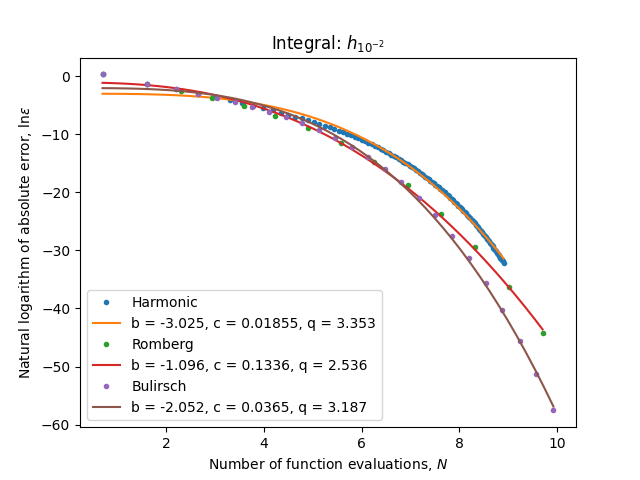 Integral: h₁₀₋₂
Natural logarithm of absolute error, lnε
0
−10
−20
−30
−40
−50
−60
Harmonic
b = -3.025, c = 0.01855, q = 3.353
Romberg
b = -1.096, c = 0.1336, q = 2.536
Bulirsch
b = -2.052, c = 0.0365, q = 3.187
2 4 6 8 10
Number of function evaluations, N